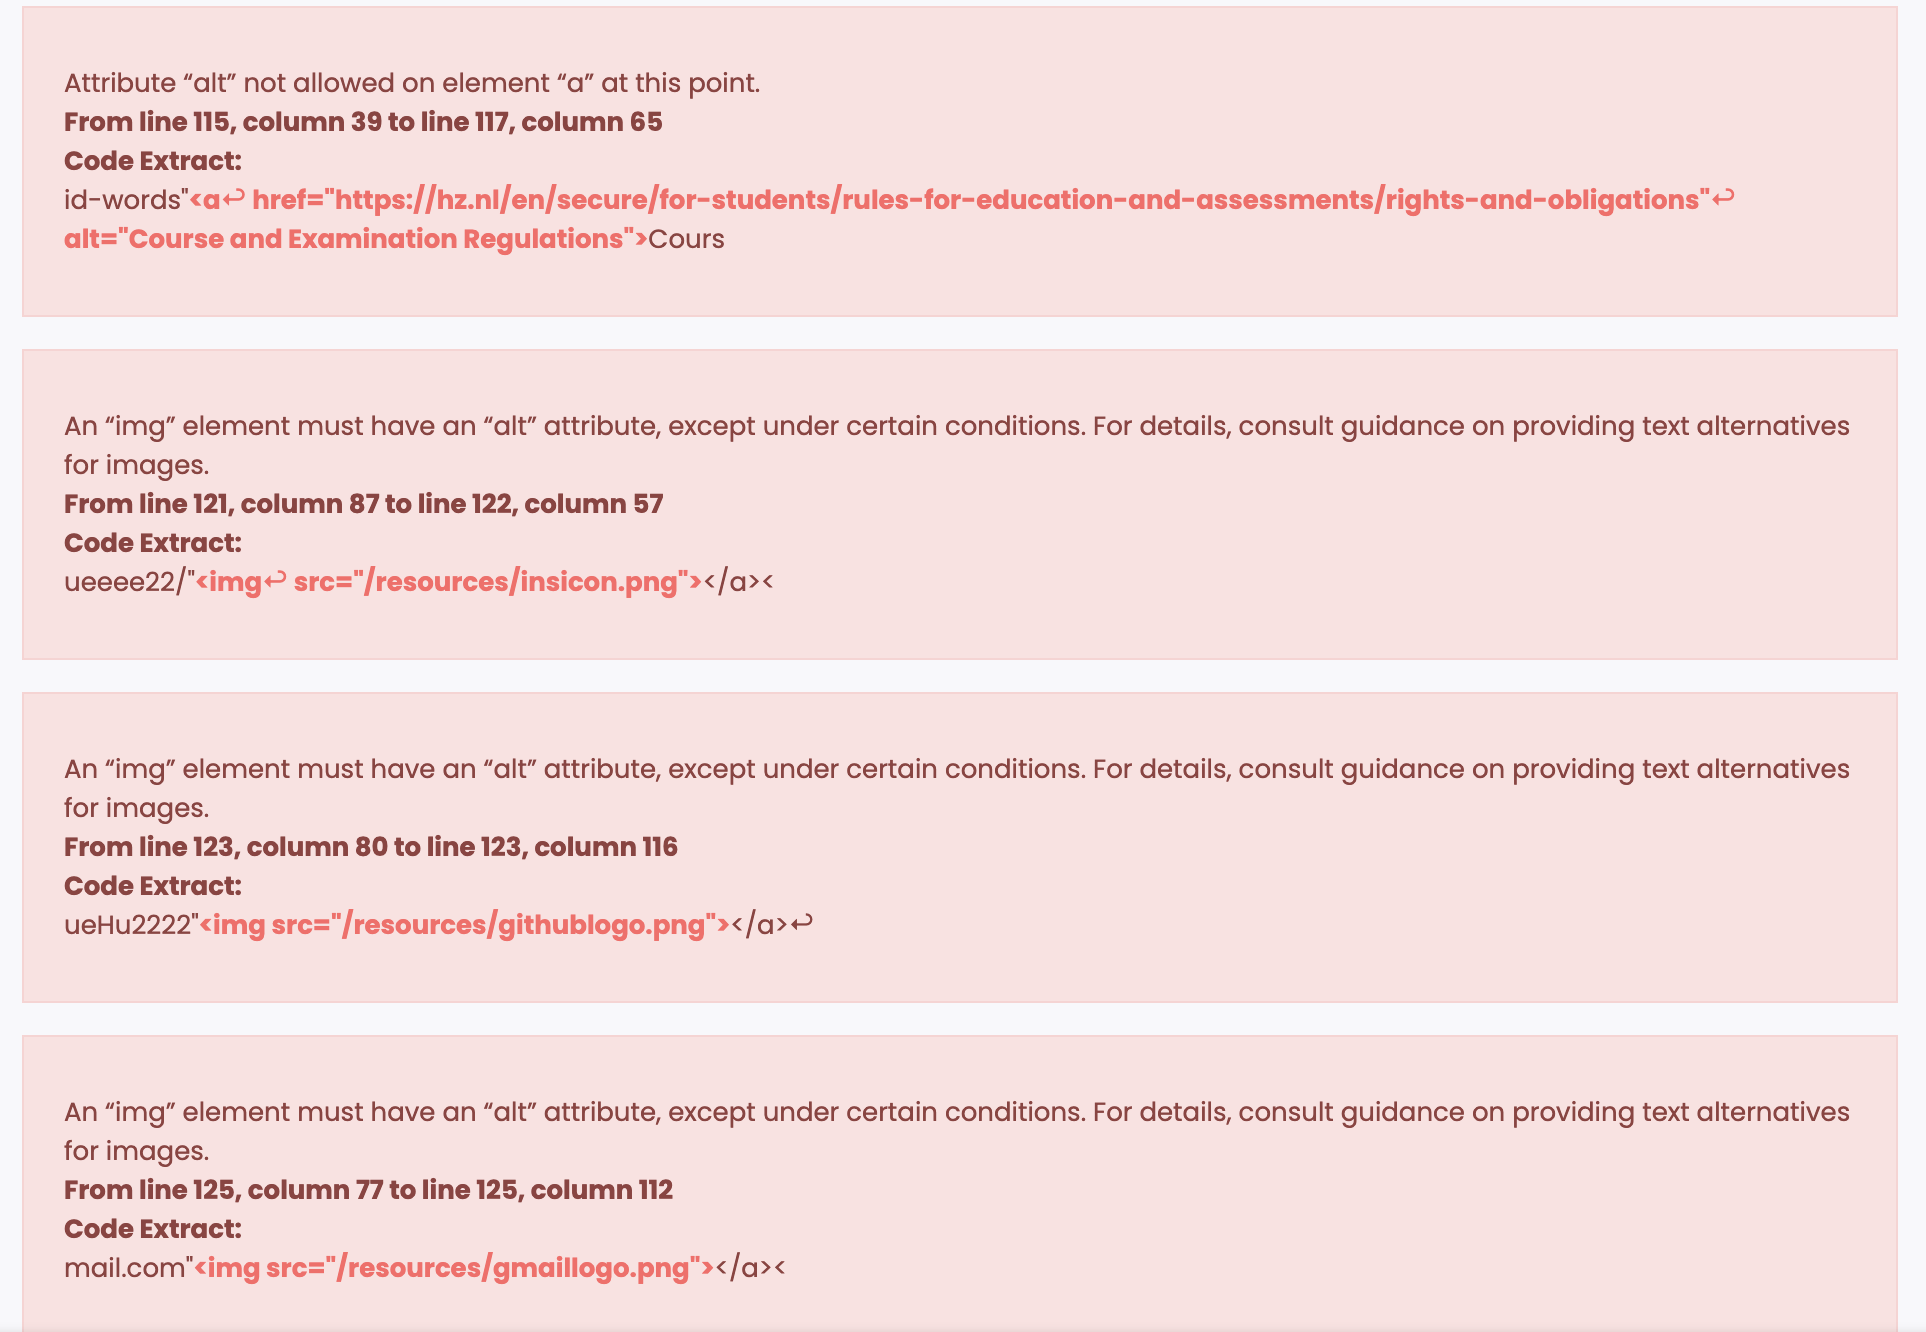 Attribute “alt” not allowed on element “a” at this point.
From line 115, column 39 to line 117, column 65
Code Extract:
id-words"<a↩ href="https://hz.nl/en/secure/for-students/rules-for-education-and-assessments/rights-and-obligations"↩
alt="Course and Examination Regulations">Cours
An “img” element must have an “alt” attribute, except under certain conditions. For details, consult guidance on providing text alternatives
for images.
From line 121, column 87 to line 122, column 57
Code Extract:
ueeee22/"<img↩ src="/resources/insicon.png"></a><
An “img” element must have an “alt” attribute, except under certain conditions. For details, consult guidance on providing text alternatives
for images.
From line 123, column 80 to line 123, column 116
Code Extract:
ueHu2222"<img src="/resources/githublogo.png"></a>↩
An “img” element must have an “alt” attribute, except under certain conditions. For details, consult guidance on providing text alternatives
for images.
From line 125, column 77 to line 125, column 112
Code Extract:
mail.com"<img src="/resources/gmaillogo.png"></a><